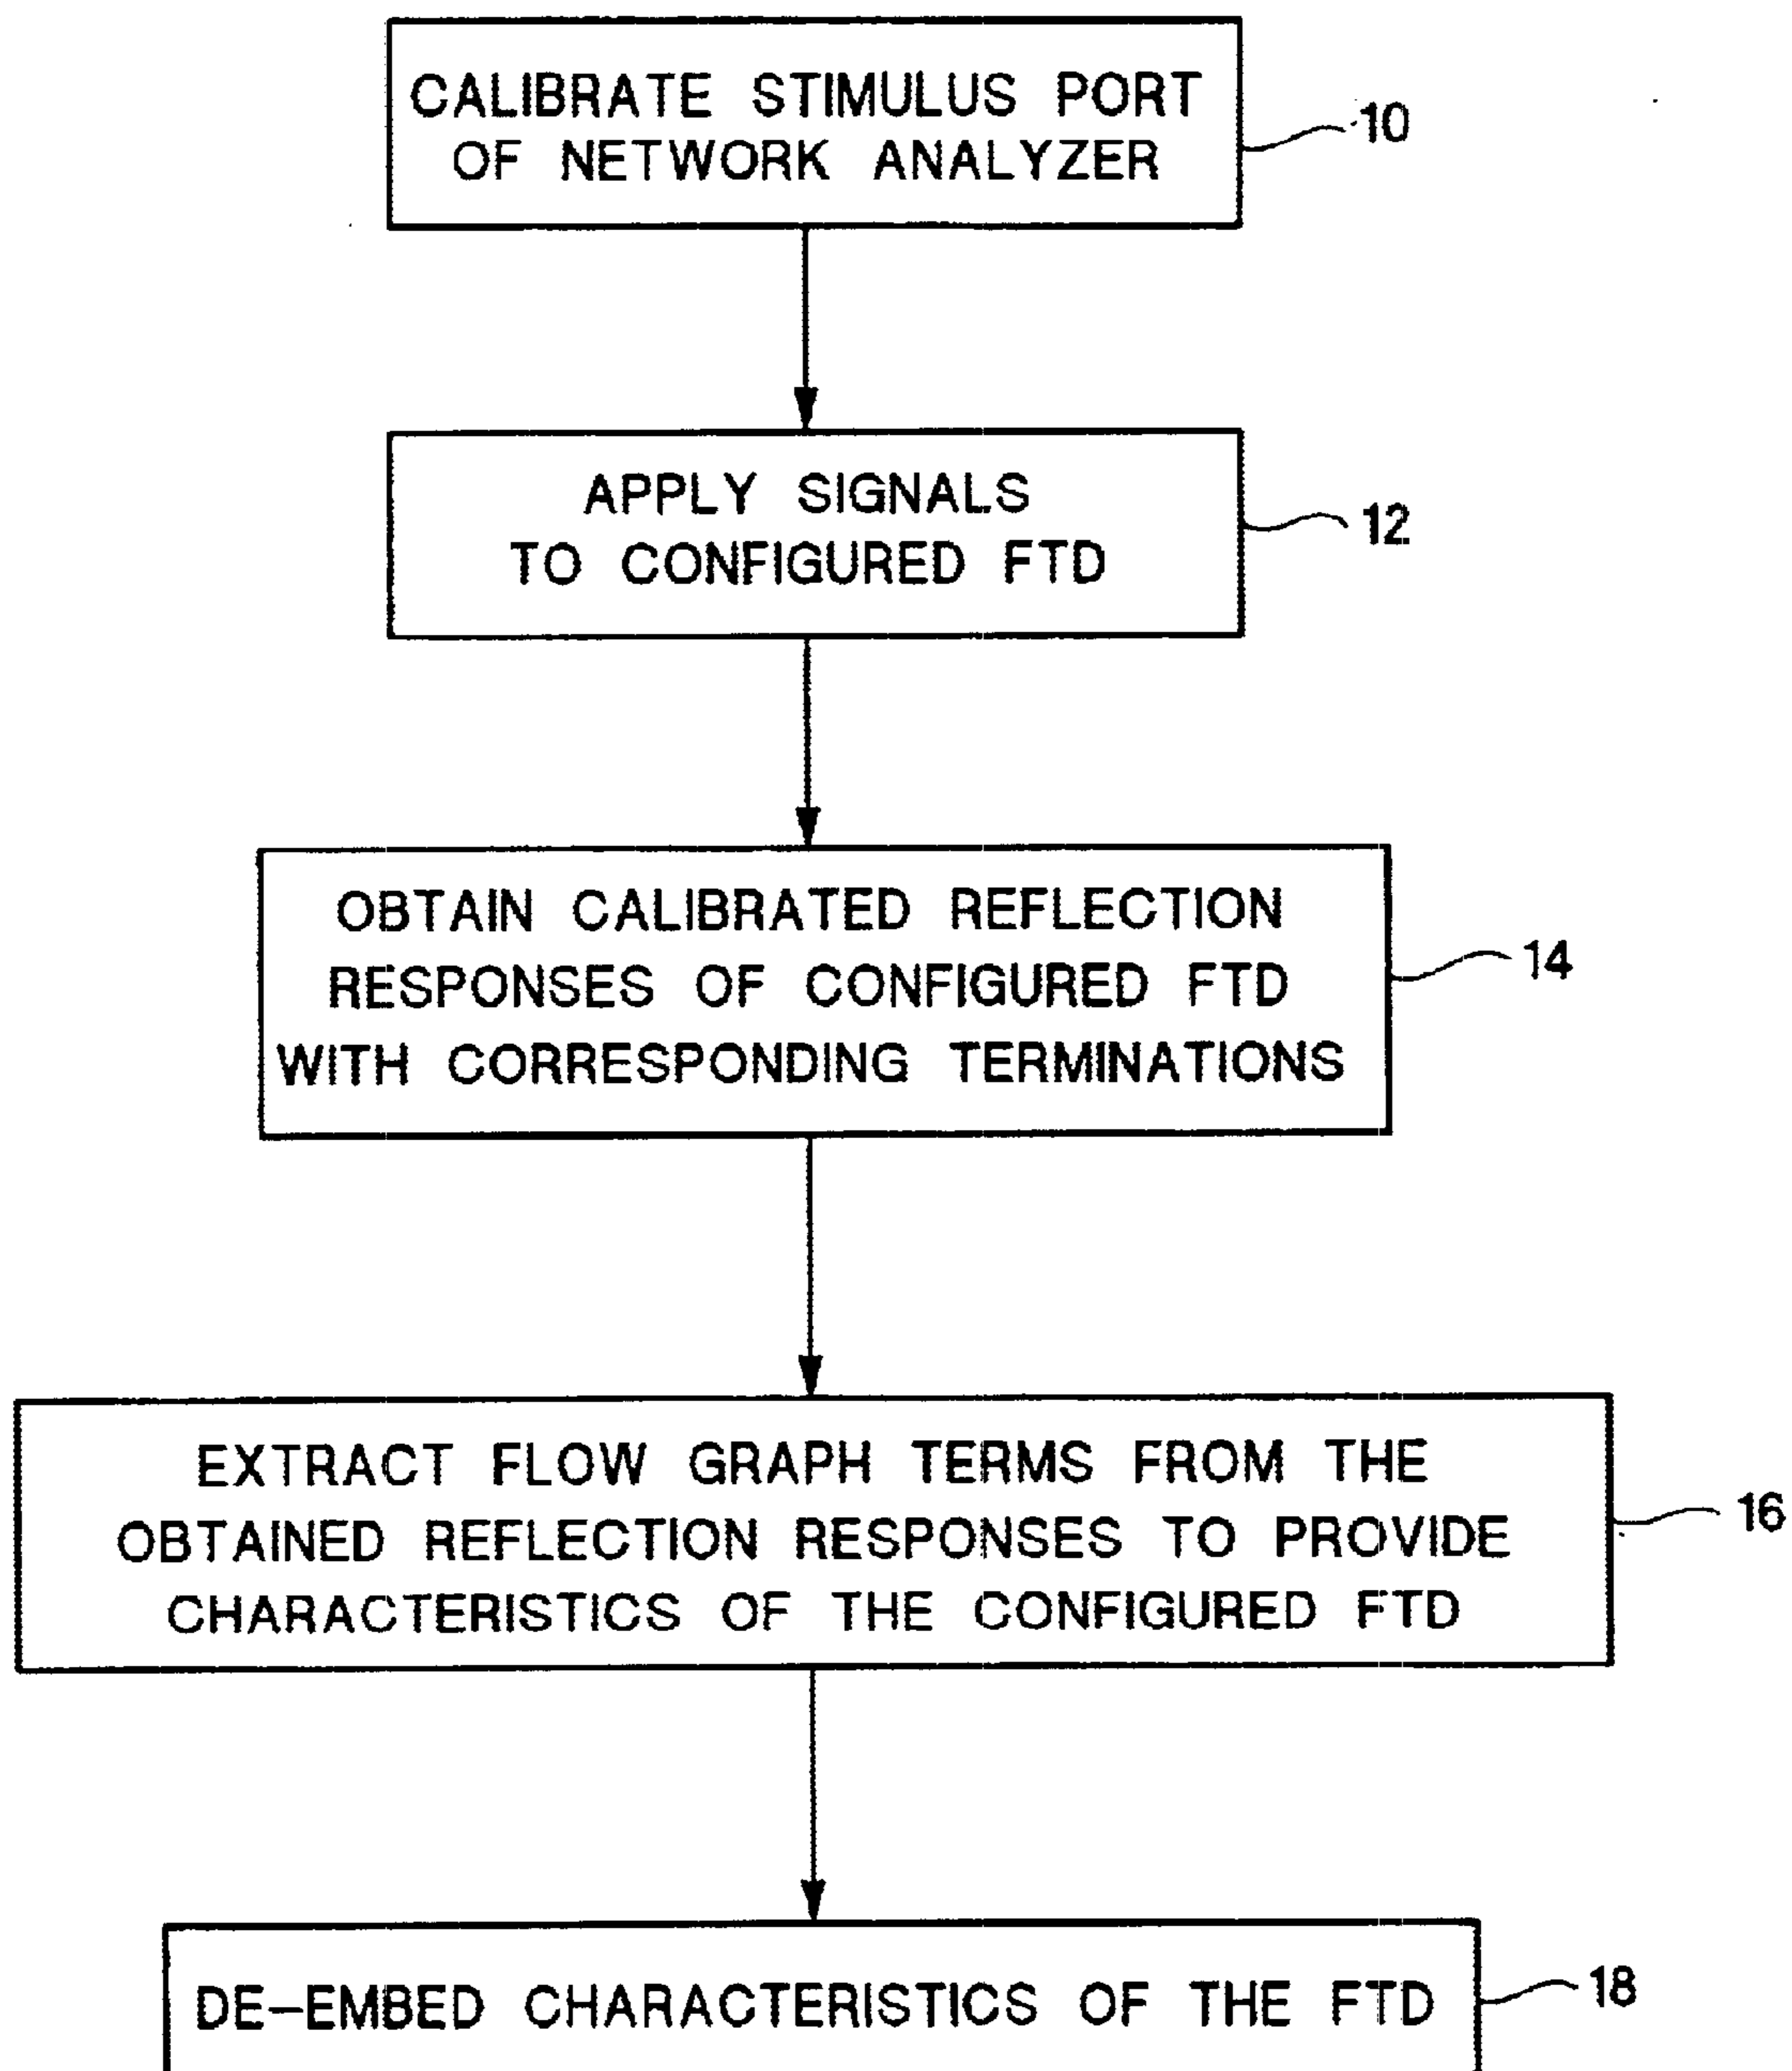 CALIBRATE STIMULUS PORT
OF NETWORK ANALYZER
10
APPLY SIGNALS
TO CONFIGURED FTD
12
OBTAIN CALIBRATED REFLECTION
RESPONSES OF CONFIGURED FTD
WITH CORRESPONDING TERMINATIONS
14
EXTRACT FLOW GRAPH TERMS FROM THE
OBTAINED REFLECTION RESPONSES TO PROVIDE
CHARACTERISTICS OF THE CONFIGURED FTD
16
DE-EMBED CHARACTERISTICS OF THE FTD
18